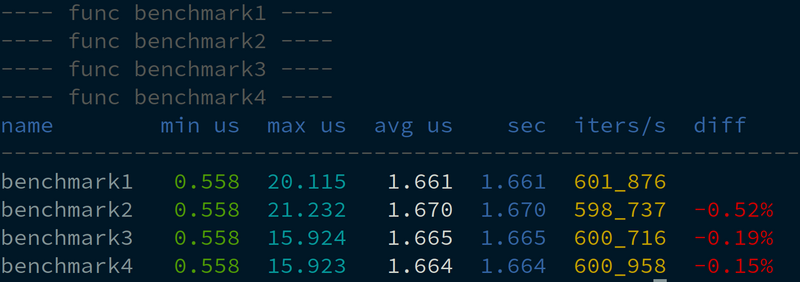 ---- func benchmark1 ----
---- func benchmark2 ----
---- func benchmark3 ----
---- func benchmark4 ----
name min us max us avg us sec iters/s diff
------------------------------------------------------------
benchmark1 0.558 20.115 1.661 1.661 601_876
benchmark2 0.558 21.232 1.670 1.670 598_737 -0.52%
benchmark3 0.558 15.924 1.665 1.665 600_716 -0.19%
benchmark4 0.558 15.923 1.664 1.664 600_958 -0.15%